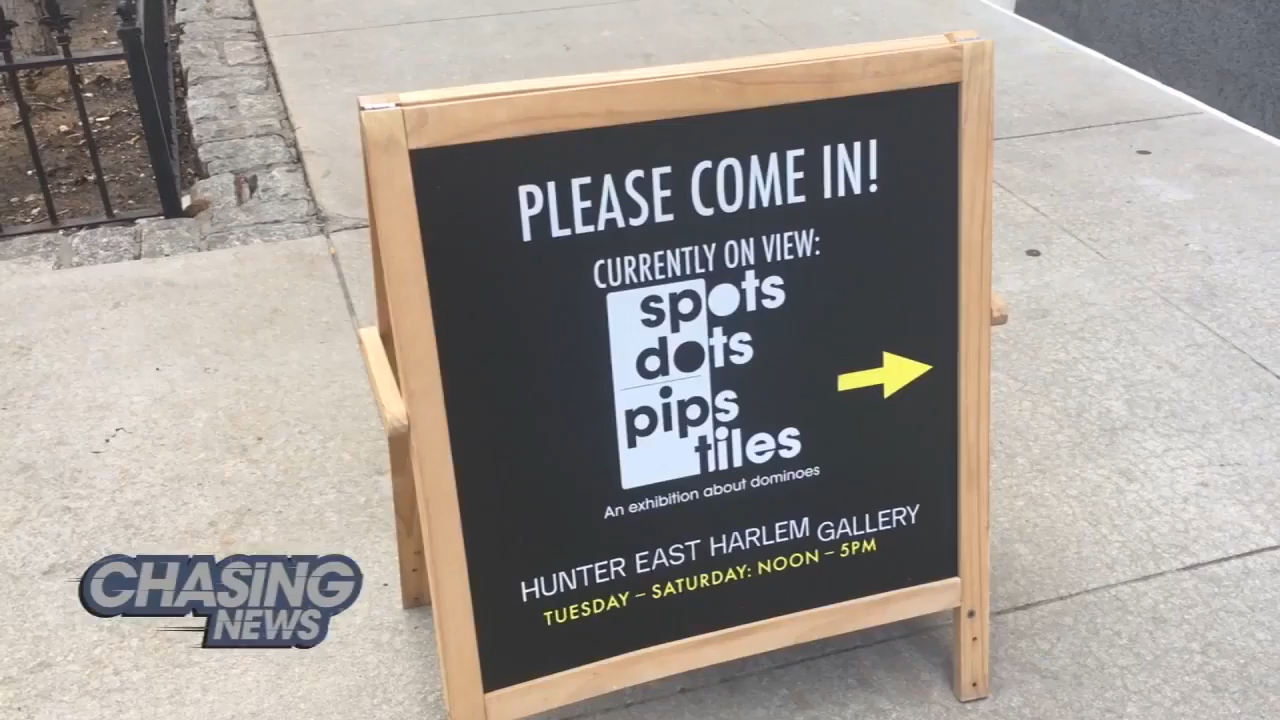 PLEASE COME IN!
CURRENTLY ON VIEW:
spots
dots
pips
tiles
An exhibition about dominoes
HUNTER EAST HARLEM GALLERY
TUESDAY – SATURDAY: NOON – 5PM
CHASiNG
NEWS